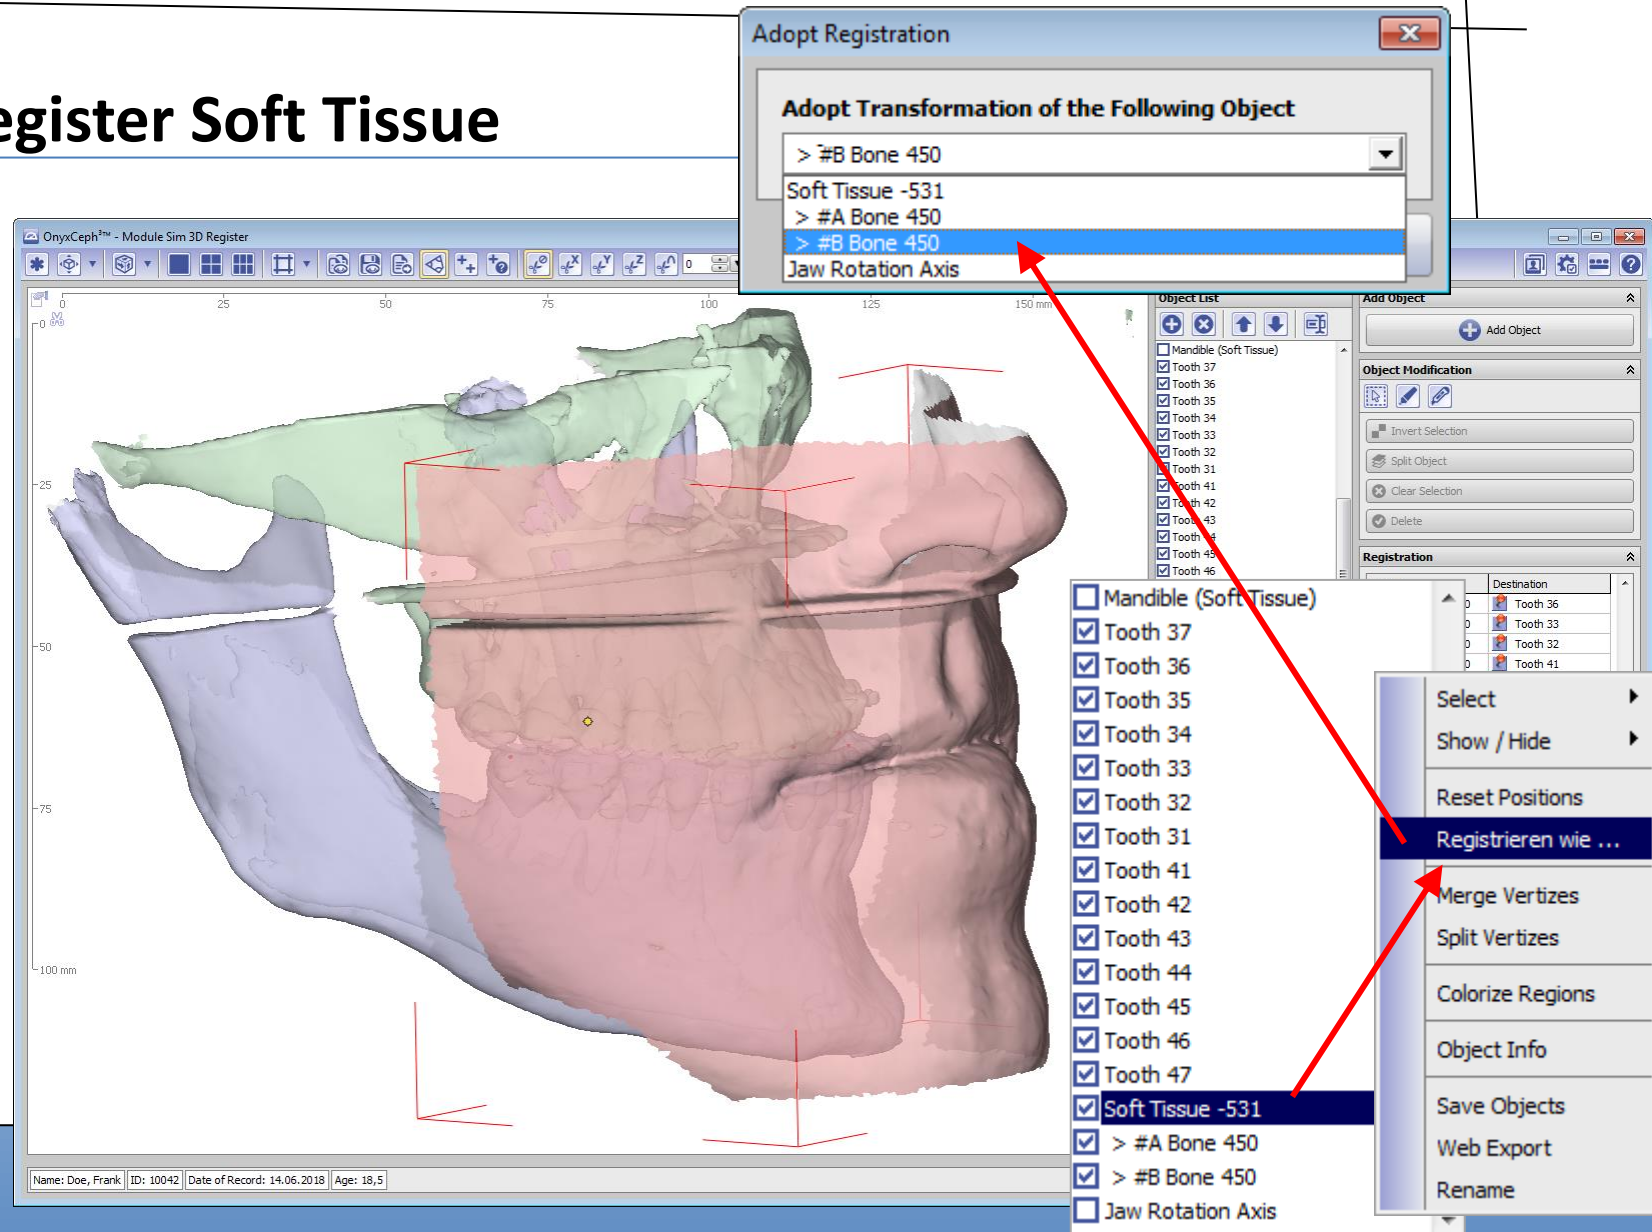 Adopt Registration
egister Soft Tissue
Adopt Transformation of the Following Object
> #B Bone 450
Soft Tissue -531
> #A Bone 450
> #B Bone 450
Jaw Rotation Axis
OnyxCeph³™ - Module Sim 3D Register
0
0 25 50 75 100 125 150 mm
0
25
50
75
100 mm
Object List
Mandible (Soft Tissue)
Tooth 37
Tooth 36
Tooth 35
Tooth 34
Tooth 33
Tooth 32
Tooth 31
Tooth 41
Tooth 42
Tooth 43
Tooth 44
Tooth 45
Tooth 46
Add Object
Add Object
Object Modification
Invert Selection
Split Object
Clear Selection
Delete
Registration
Destination
0 Tooth 36
0 Tooth 33
0 Tooth 32
0 Tooth 41
Mandible (Soft Tissue)
Tooth 37
Tooth 36
Tooth 35
Tooth 34
Tooth 33
Tooth 32
Tooth 31
Tooth 41
Tooth 42
Tooth 43
Tooth 44
Tooth 45
Tooth 46
Tooth 47
Soft Tissue -531
> #A Bone 450
> #B Bone 450
Jaw Rotation Axis
Select
Show / Hide
Reset Positions
Registrieren wie ...
Merge Vertizes
Split Vertizes
Colorize Regions
Object Info
Save Objects
Web Export
Rename
Name: Doe, Frank ID: 10042 Date of Record: 14.06.2018 Age: 18,5